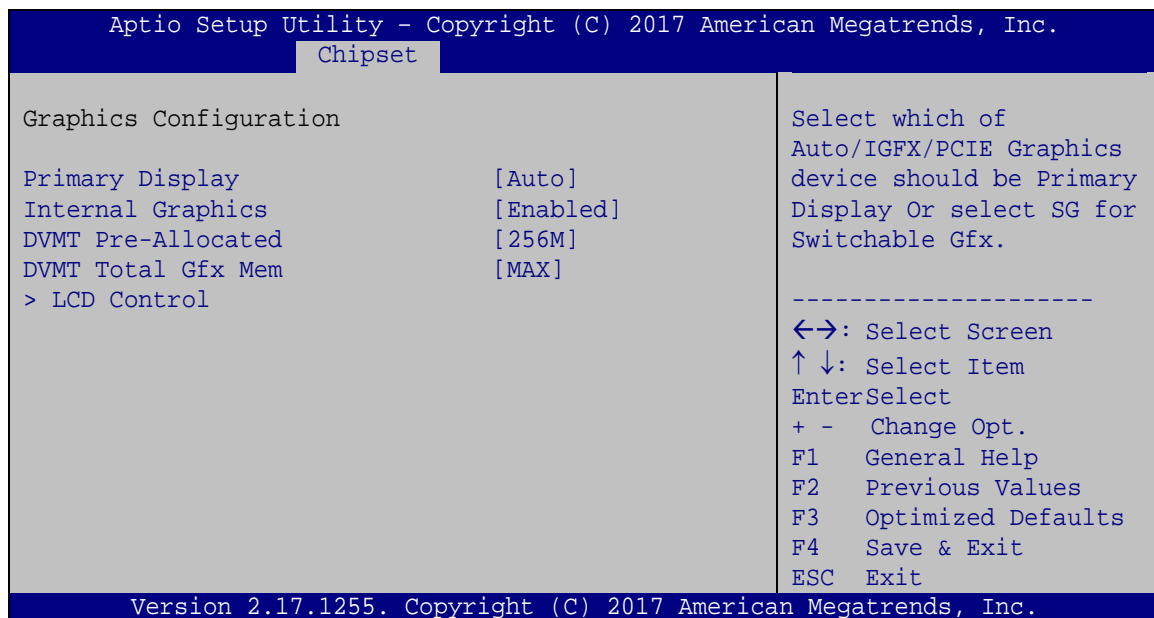 Aptio Setup Utility – Copyright (C) 2017 American Megatrends, Inc.
Chipset
Graphics Configuration
Primary Display [Auto]
Internal Graphics [Enabled]
DVMT Pre-Allocated [256M]
DVMT Total Gfx Mem [MAX]
> LCD Control
Select which of
Auto/IGFX/PCIE Graphics
device should be Primary
Display Or select SG for
Switchable Gfx.
---------------------
←→: Select Screen
↑ ↓: Select Item
EnterSelect
+ - Change Opt.
F1 General Help
F2 Previous Values
F3 Optimized Defaults
F4 Save & Exit
ESC Exit
Version 2.17.1255. Copyright (C) 2017 American Megatrends, Inc.